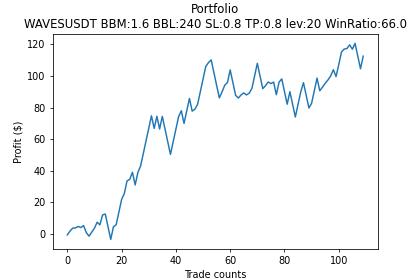 Portfolio
WAVESUSDT BBM:1.6 BBL:240 SL:0.8 TP:0.8 lev:20 WinRatio:66.0
120
100
80
60
40
20
0
Profit ($)
0 20 40 60 80 100
Trade counts